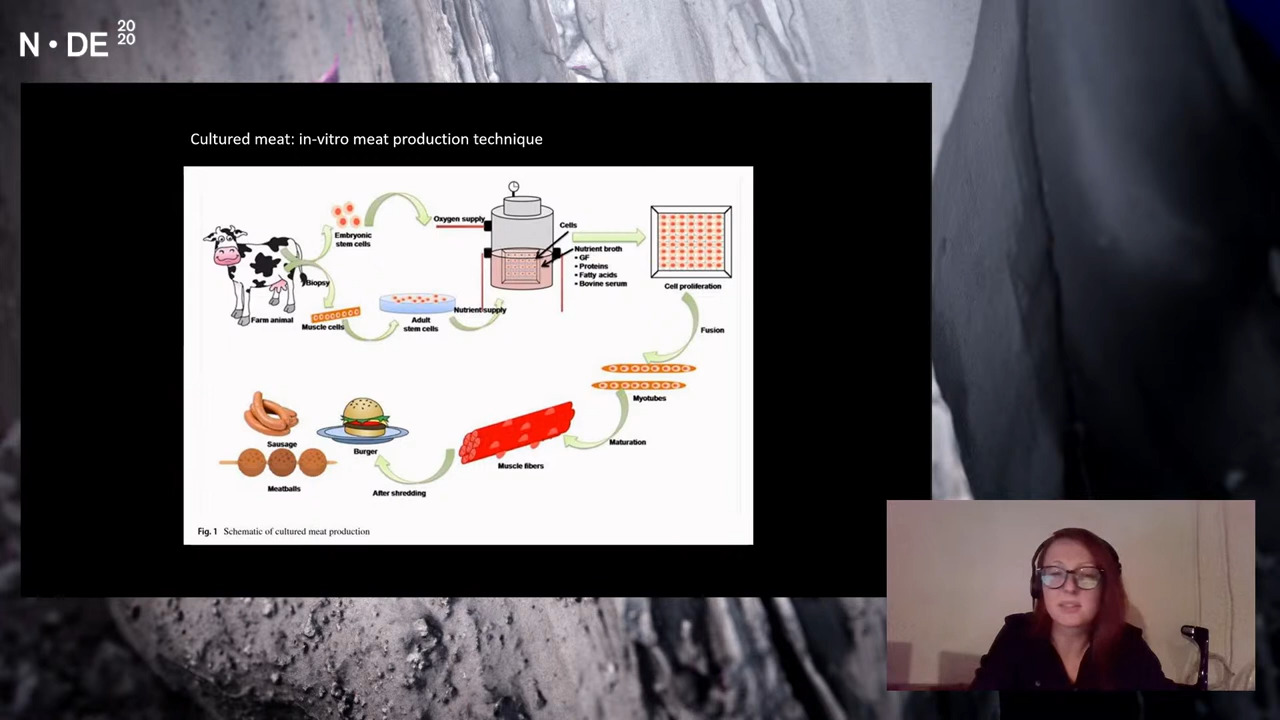 N • DE 20
20
Cultured meat: in-vitro meat production technique
Oxygen supply
Cells
Embryonic
stem cells
Nutrient broth
• GF
• Proteins
• Fatty acids
• Bovine serum
Biopsy
Cell proliferation
Farm animal
Muscle cells
Adult
stem cells
Nutrient supply
Fusion
Myotubes
Maturation
Muscle fibers
Sausage
Burger
Meatballs
After shredding
Fig. 1 Schematic of cultured meat production